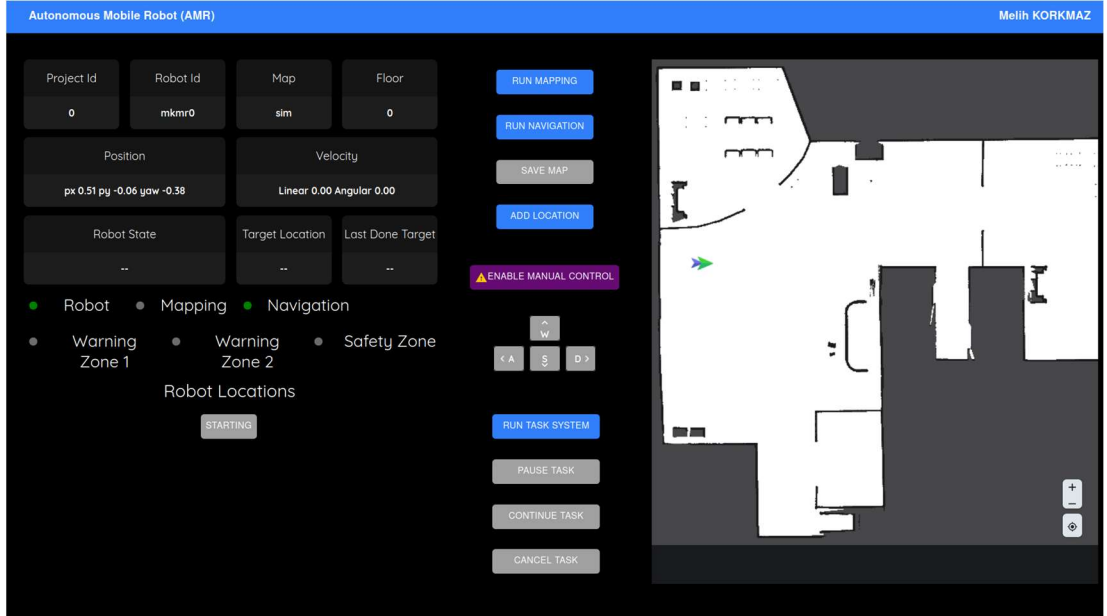 Autonomous Mobile Robot (AMR)
Melih KORKMAZ
Project Id
0
Robot Id
mkmr0
Map
sim
Floor
0
Position
px 0.51 py -0.06 yaw -0.38
Velocity
Linear 0.00 Angular 0.00
Robot State
--
Target Location
--
Last Done Target
--
Robot
Mapping
Navigation
Warning
Zone 1
Warning
Zone 2
Safety Zone
Robot Locations
STARTING
RUN MAPPING
RUN NAVIGATION
SAVE MAP
ADD LOCATION
ENABLE MANUAL CONTROL
W
< A
S
D >
RUN TASK SYSTEM
PAUSE TASK
CONTINUE TASK
CANCEL TASK
+
−